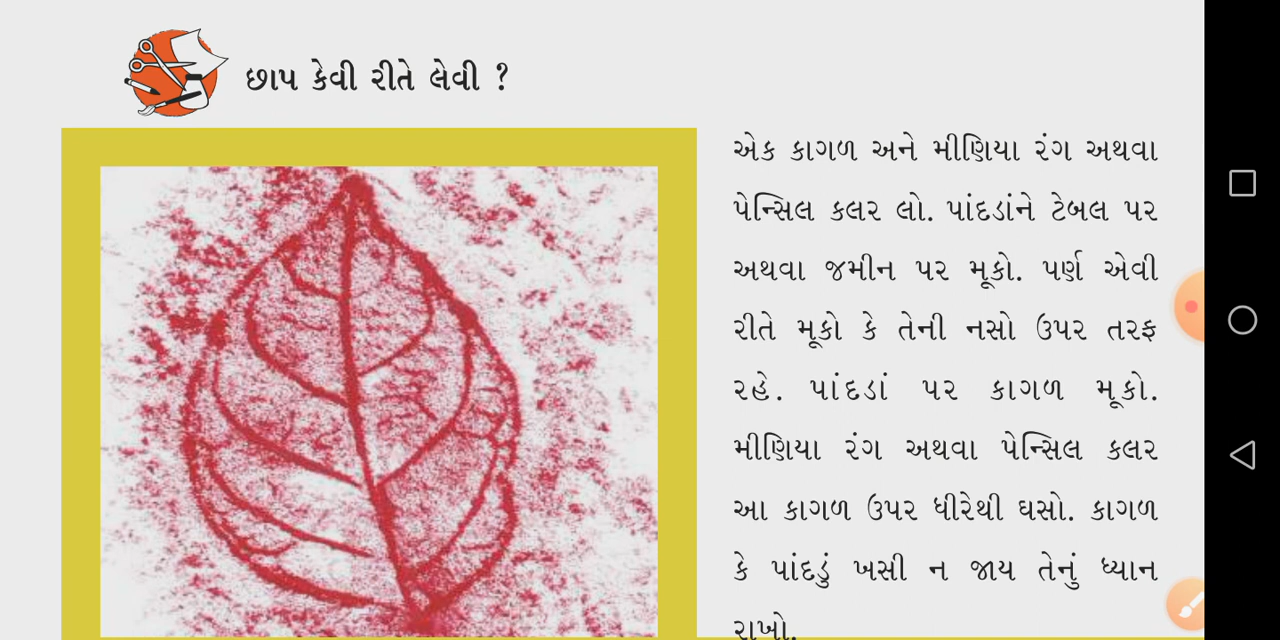 છાપ કેવી રીતે લેવી ?
એક કાગળ અને મીણિયા રંગ અથવા
પેન્સિલ કલર લો. પાંદડાંને ટેબલ પર
અથવા જમીન પર મૂકો. પર્ણ એવી
રીતે મૂકો કે તેની નસો ઉપર તરફ
રહે. પાંદડાં પર કાગળ મૂકો.
મીણિયા રંગ અથવા પેન્સિલ કલર
આ કાગળ ઉપર ધીરેથી ઘસો. કાગળ
કે પાંદડું ખસી ન જાય તેનું ધ્યાન
રાખો.